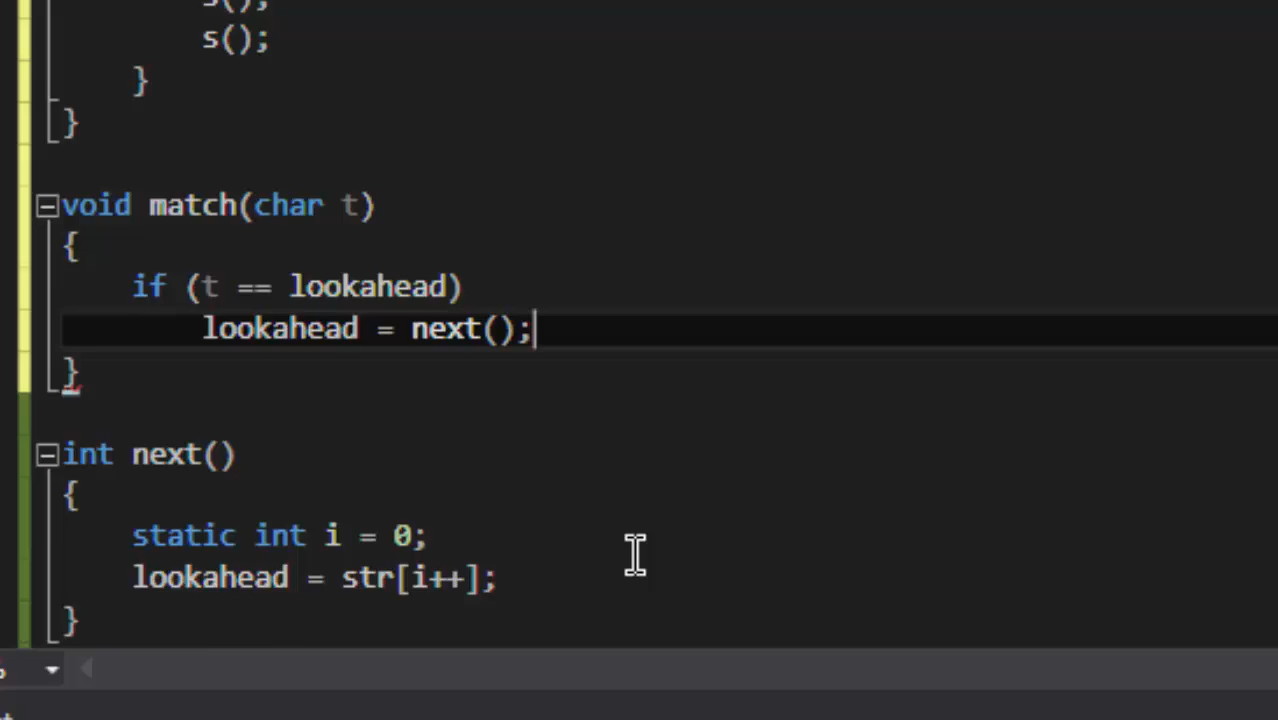 s();
s();
}
}
void match(char t)
{
if (t == lookahead)
lookahead = next();
}
int next()
{
static int i = 0;
lookahead = str[i++];
}